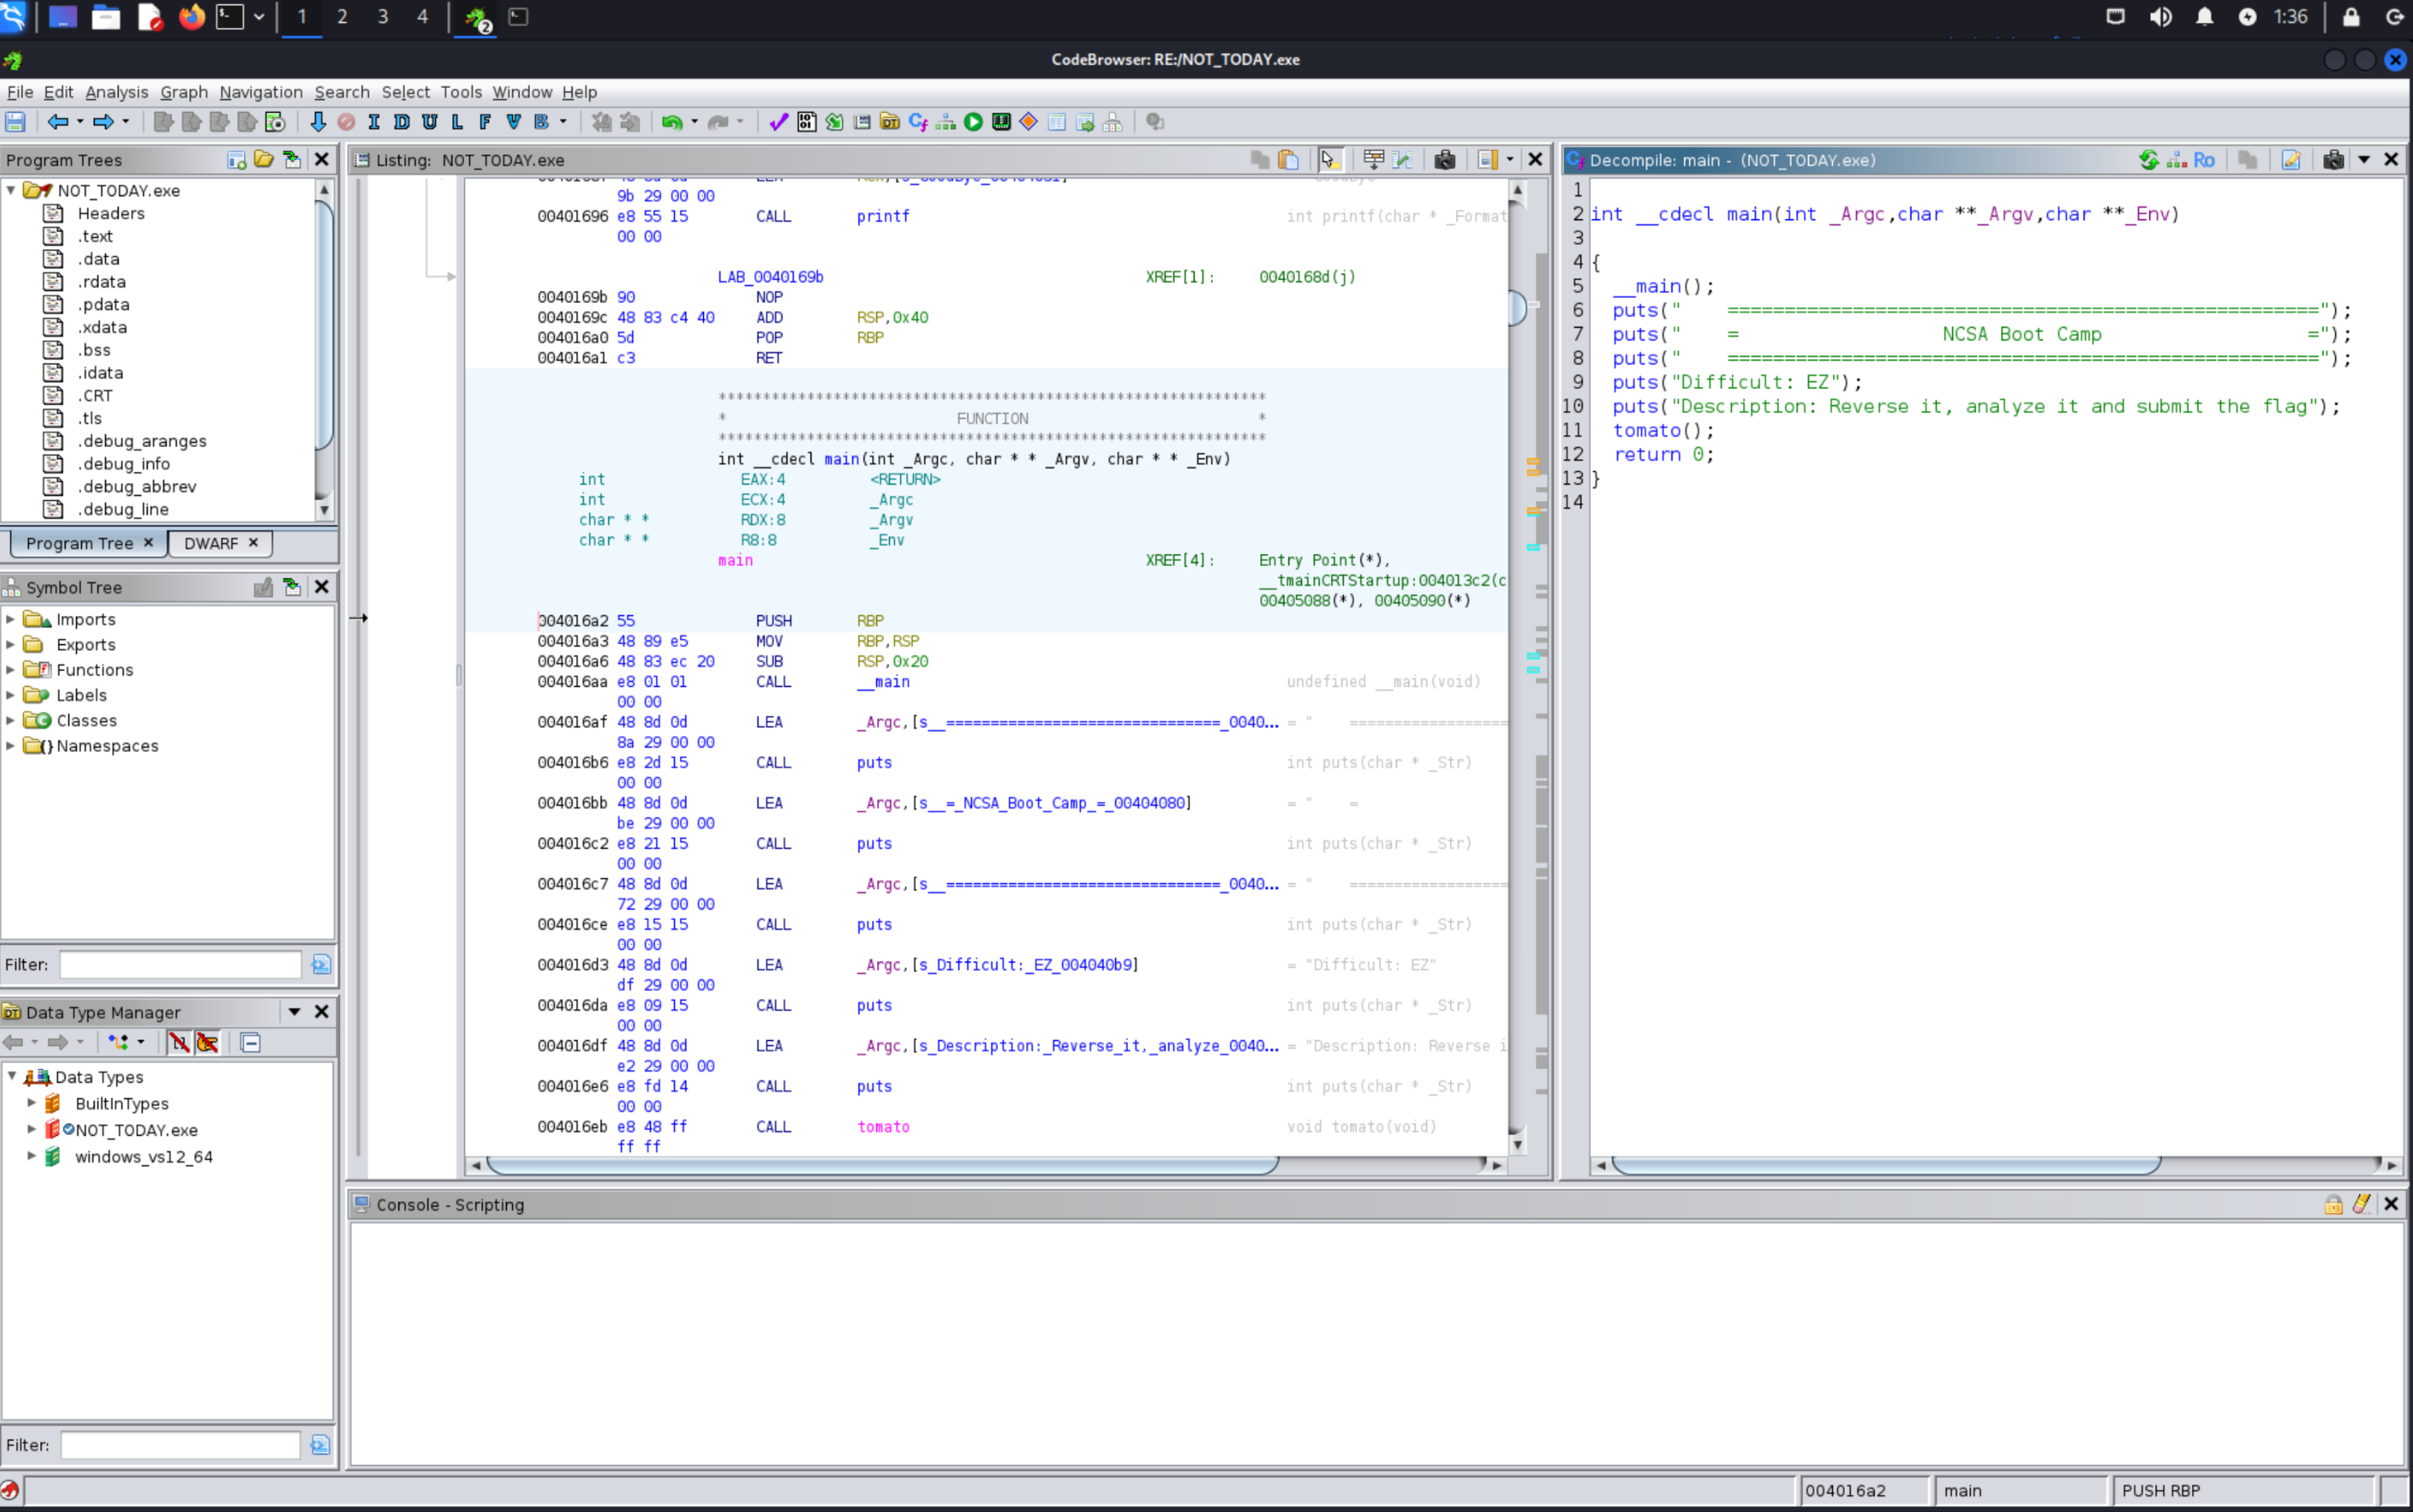 1 2 3 4 2 1:36
CodeBrowser: RE:/NOT_TODAY.exe
File Edit Analysis Graph Navigation Search Select Tools Window Help
I D U L F V B
Program Trees
NOT_TODAY.exe
Headers
.text
.data
.rdata
.pdata
.xdata
.bss
.idata
.CRT
.tls
.debug_aranges
.debug_info
.debug_abbrev
.debug_line
Program Tree × DWARF ×
Symbol Tree
Imports
Exports
Functions
Labels
Classes
Namespaces
Filter:
Data Type Manager
Data Types
BuiltInTypes
NOT_TODAY.exe
windows_vs12_64
Filter:
Listing: NOT_TODAY.exe
9b 29 00 00
00401696 e8 55 15 CALL printf int printf(char * _Format
00 00
LAB_0040169b XREF[1]: 0040168d(j)
0040169b 90 NOP
0040169c 48 83 c4 40 ADD RSP,0x40
004016a0 5d POP RBP
004016a1 c3 RET
**************************************************************
* FUNCTION *
**************************************************************
int __cdecl main(int _Argc, char * * _Argv, char * * _Env)
int EAX:4 <RETURN>
int ECX:4 _Argc
char * * RDX:8 _Argv
char * * R8:8 _Env
main XREF[4]: Entry Point(*),
__tmainCRTStartup:004013c2(c
00405088(*), 00405090(*)
004016a2 55 PUSH RBP
004016a3 48 89 e5 MOV RBP,RSP
004016a6 48 83 ec 20 SUB RSP,0x20
004016aa e8 01 01 CALL __main undefined __main(void)
00 00
004016af 48 8d 0d LEA _Argc,[s__===============================_0040... = " ==================
8a 29 00 00
004016b6 e8 2d 15 CALL puts int puts(char * _Str)
00 00
004016bb 48 8d 0d LEA _Argc,[s__=_NCSA_Boot_Camp_=_00404080] = " =
be 29 00 00
004016c2 e8 21 15 CALL puts int puts(char * _Str)
00 00
004016c7 48 8d 0d LEA _Argc,[s__===============================_0040... = " ==================
72 29 00 00
004016ce e8 15 15 CALL puts int puts(char * _Str)
00 00
004016d3 48 8d 0d LEA _Argc,[s_Difficult:_EZ_004040b9] = "Difficult: EZ"
df 29 00 00
004016da e8 09 15 CALL puts int puts(char * _Str)
00 00
004016df 48 8d 0d LEA _Argc,[s_Description:_Reverse_it,_analyze_0040... = "Description: Reverse i
e2 29 00 00
004016e6 e8 fd 14 CALL puts int puts(char * _Str)
00 00
004016eb e8 48 ff CALL tomato void tomato(void)
ff ff
Decompile: main - (NOT_TODAY.exe)
Ro
1
2 int __cdecl main(int _Argc,char **_Argv,char **_Env)
3
4 {
5 __main();
6 puts(" ====================================================");
7 puts(" = NCSA Boot Camp =");
8 puts(" ====================================================");
9 puts("Difficult: EZ");
10 puts("Description: Reverse it, analyze it and submit the flag");
11 tomato();
12 return 0;
13 }
14
Console - Scripting
004016a2 main PUSH RBP